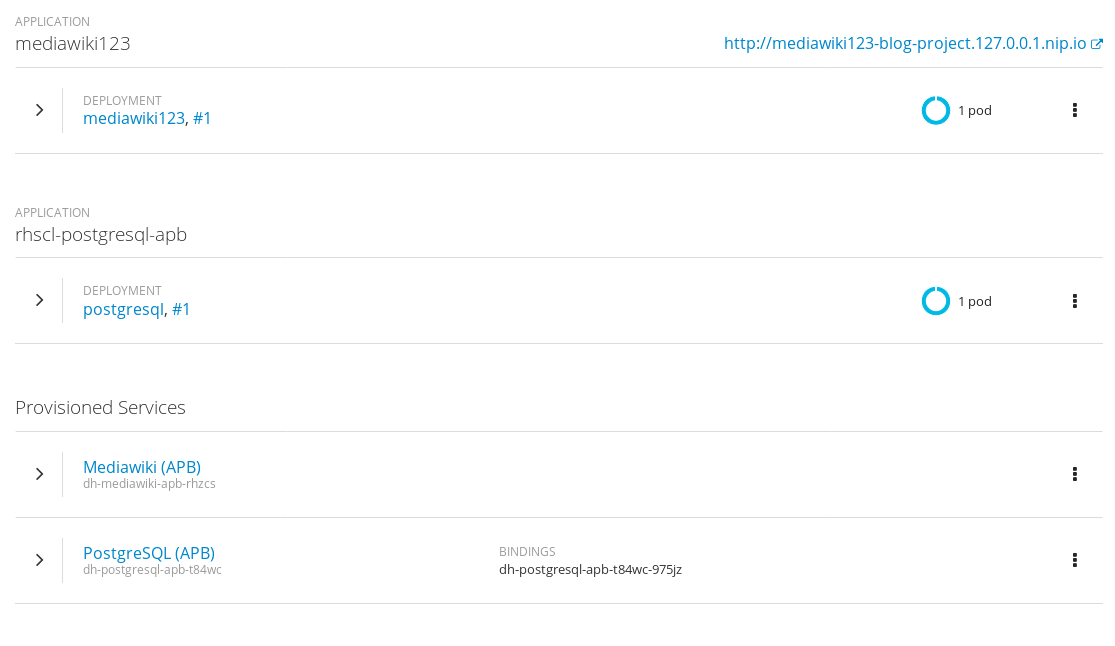 APPLICATION
mediawiki123
http://mediawiki123-blog-project.127.0.0.1.nip.io
DEPLOYMENT
mediawiki123, #1
1 pod
APPLICATION
rhscl-postgresql-apb
DEPLOYMENT
postgresql, #1
1 pod
Provisioned Services
Mediawiki (APB)
dh-mediawiki-apb-rhzcs
PostgreSQL (APB)
dh-postgresql-apb-t84wc
BINDINGS
dh-postgresql-apb-t84wc-975jz